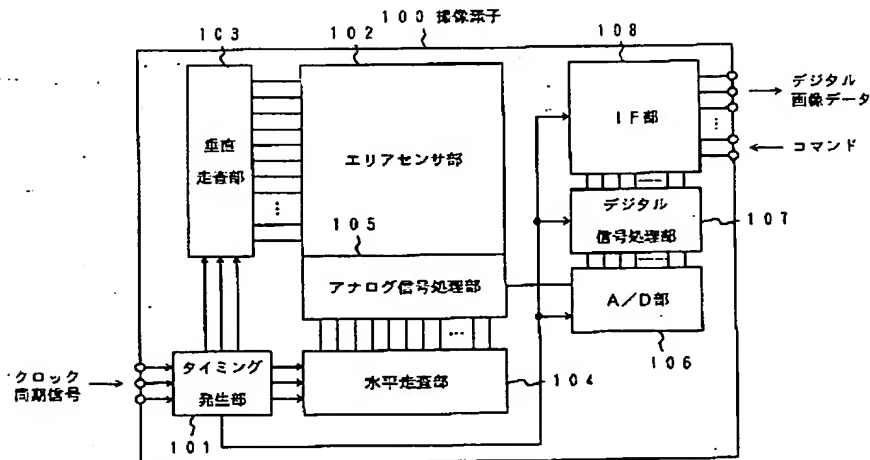 100 撮像素子
103
102
108
垂直
走査部
エリアセンサ部
IF部
デジタル
画像データ
コマンド
105
デジタル
信号処理部
107
アナログ信号処理部
A/D部
106
クロック
同期信号
タイミング
発生部
101
水平走査部
104